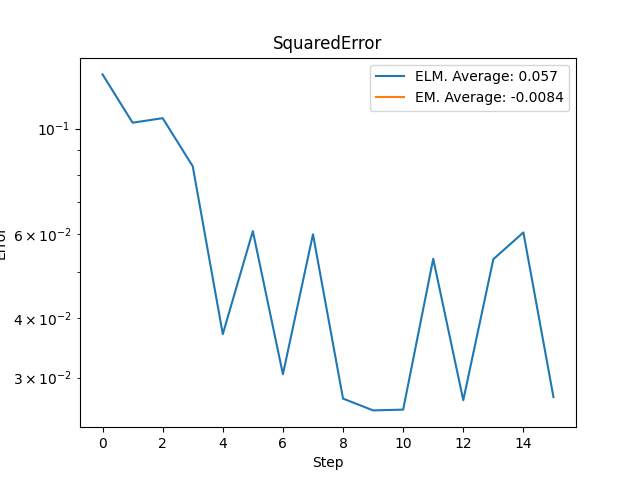 SquaredError
ELM. Average: 0.057
EM. Average: -0.0084
10⁻¹
6 × 10⁻²
4 × 10⁻²
3 × 10⁻²
Error
0 2 4 6 8 10 12 14
Step